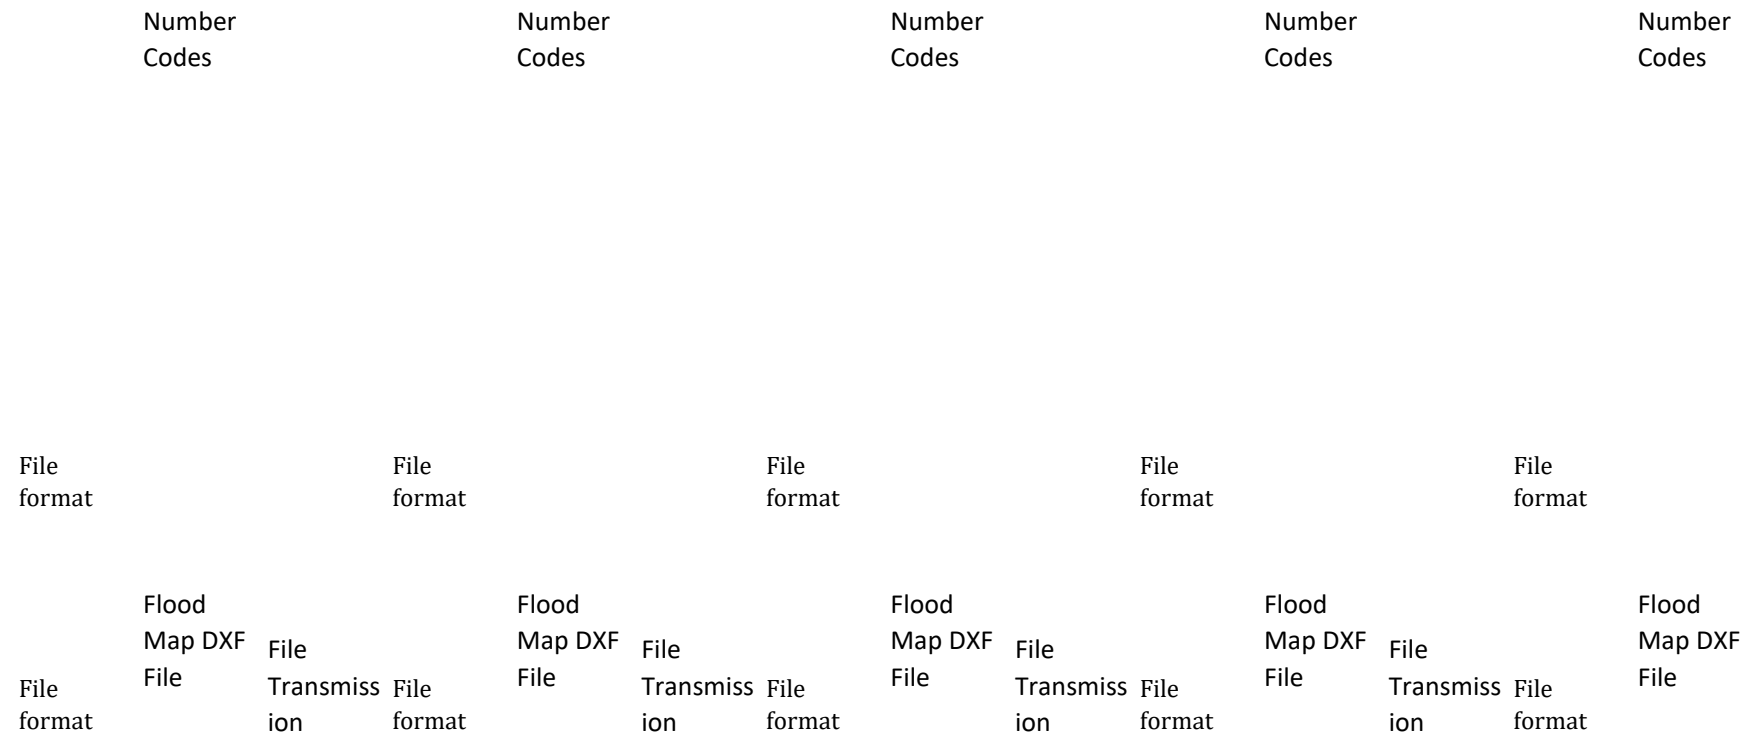 Number Number Number Number Number
Codes Codes Codes Codes Codes
File File File File File
format format format format format
Flood Flood Flood Flood Flood
Map DXF Map DXF Map DXF Map DXF Map DXF
File File File File
File File File File File
File File File File File
Transmiss Transmiss Transmiss Transmiss
format format format format format
ion ion ion ion